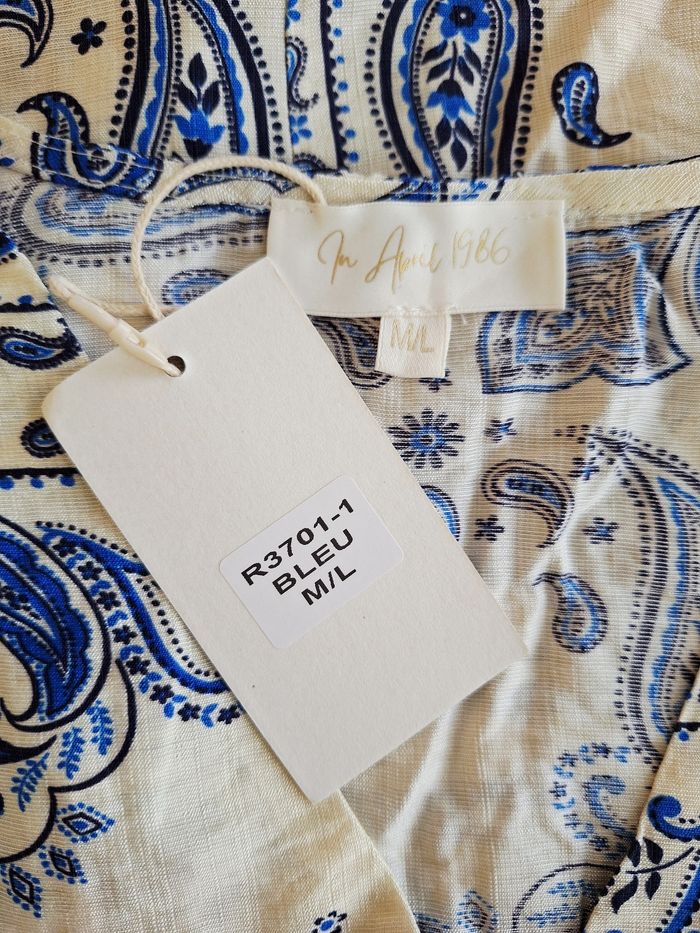 In April 1986
M/L
R3701-1
BLEU
M/L